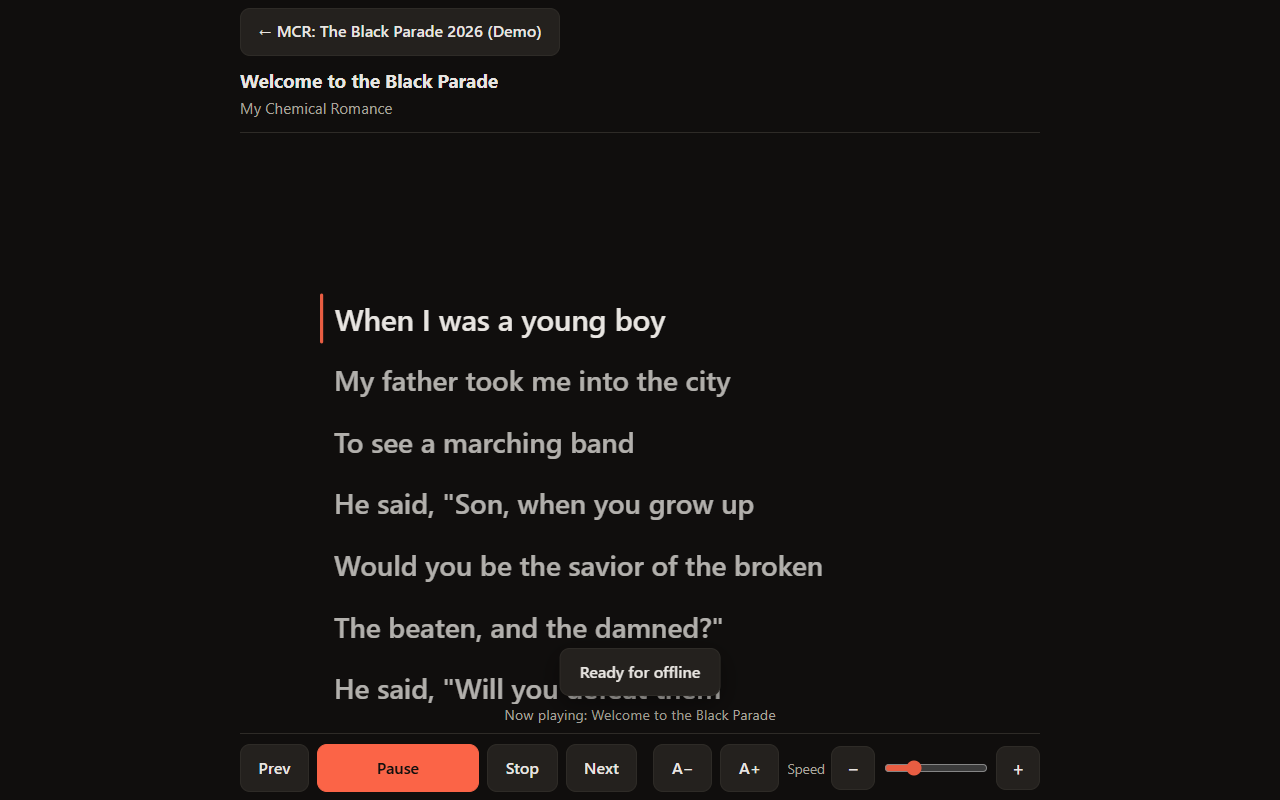 ← MCR: The Black Parade 2026 (Demo)
Welcome to the Black Parade
My Chemical Romance
When I was a young boy
My father took me into the city
To see a marching band
He said, "Son, when you grow up
Would you be the savior of the broken
The beaten, and the damned?"
He said, "Will you defeat them
Ready for offline
Now playing: Welcome to the Black Parade
Prev Pause Stop Next A− A+ Speed − +